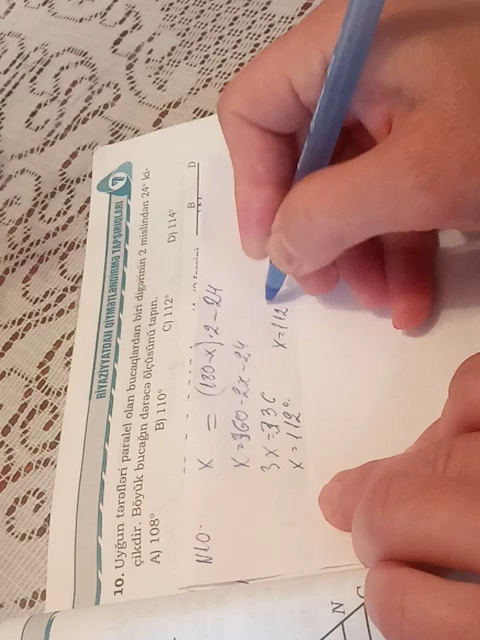 RİYAZİYYATDAN QİYMƏTLƏNDİRMƏ TAPŞIRIQLARI 7
10. Uyğun tərəfləri paralel olan bucaqlardan biri digərinin 2 mislindən 24° ki-
çikdir. Böyük bucağın dərəcə ölçüsünü tapın.
A) 108° B) 110° C) 112° D) 114°
B D
N10.
x = (180-x)·2-24
x=360-2x-24
3x=336
x=112°. x=112
N